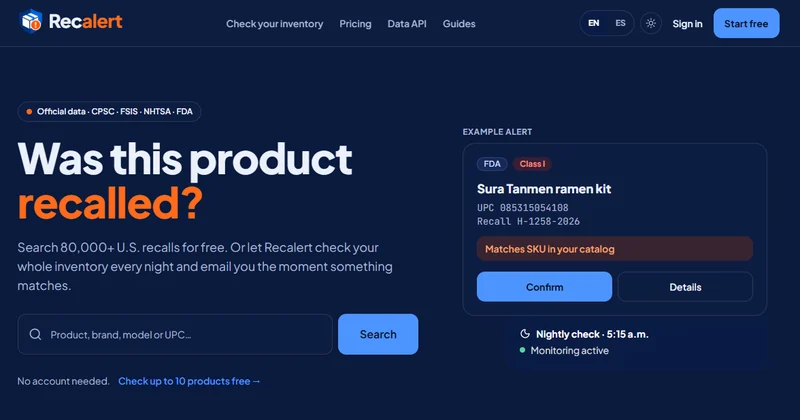 Recalert
Check your inventory
Pricing
Data API
Guides
EN
ES
Sign in
Start free
Official data · CPSC · FSIS · NHTSA · FDA
Was this product
recalled?
Search 80,000+ U.S. recalls for free. Or let Recalert check your
whole inventory every night and email you the moment something
matches.
Product, brand, model or UPC...
Search
No account needed. Check up to 10 products free →
EXAMPLE ALERT
FDA
Class I
Sura Tanmen ramen kit
UPC 085315054108
Recall H-1258-2026
Matches SKU in your catalog
Confirm
Details
Nightly check · 5:15 a.m.
Monitoring active